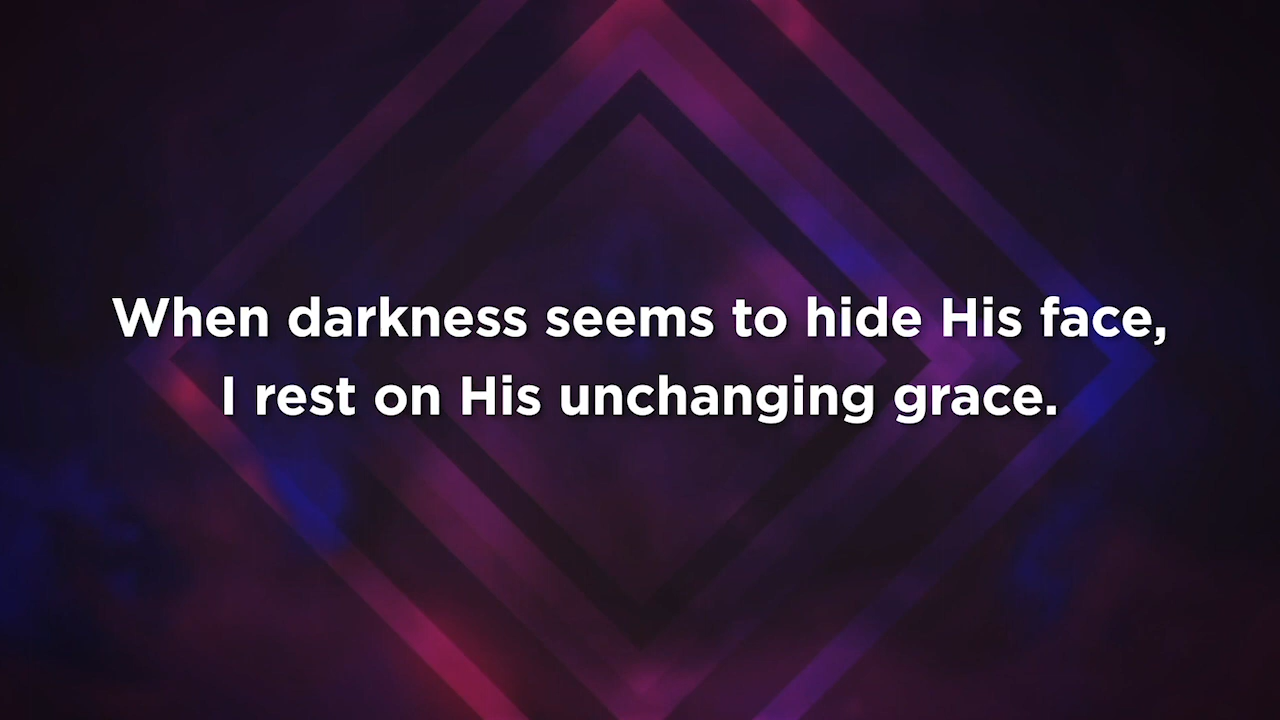 When darkness seems to hide His face,
I rest on His unchanging grace.